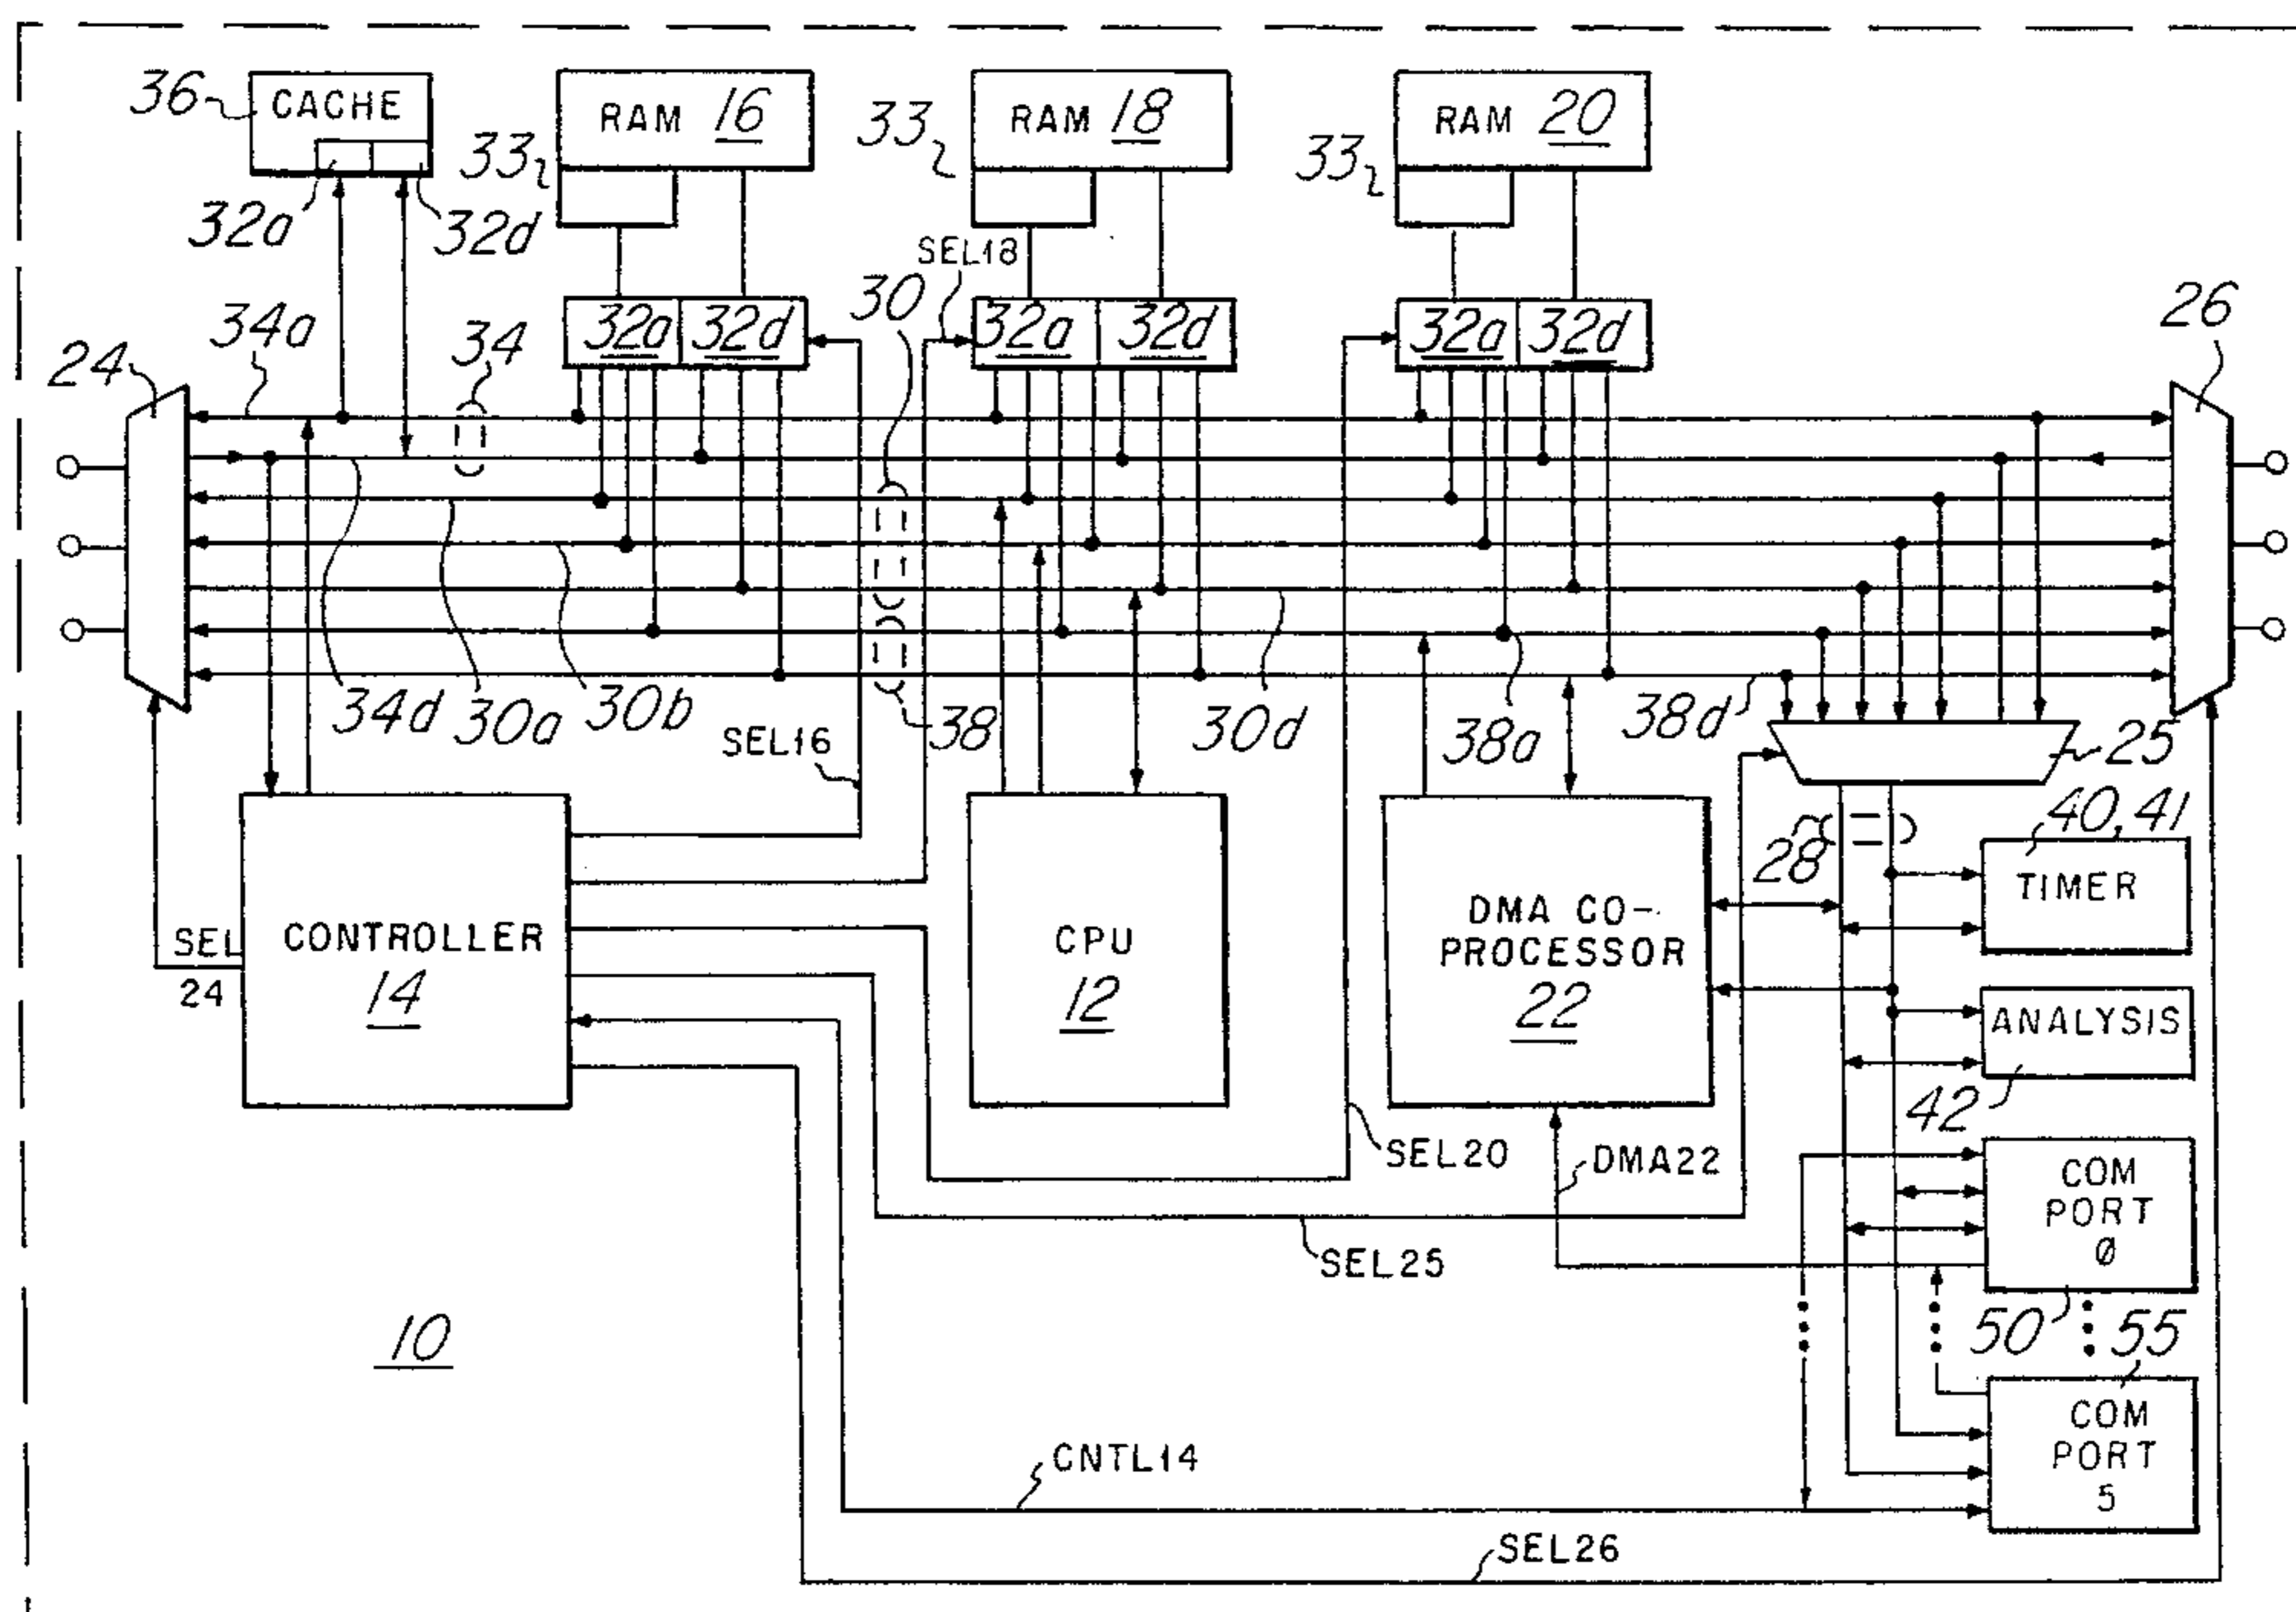 36
CACHE
32a
32d
33
RAM 16
33
RAM 18
33
RAM 20
SEL18
30
32a 32d
32a 32d
32a 32d
34a
34
24
26
34d
30a
30b
SEL16
38
30d
38a
38d
25
28
40,41
TIMER
SEL
24
CONTROLLER
14
CPU
12
DMA CO-
PROCESSOR
22
ANALYSIS
42
SEL20
DMA22
COM
PORT
0
SEL25
10
50
55
COM
PORT
5
CNTL14
SEL26